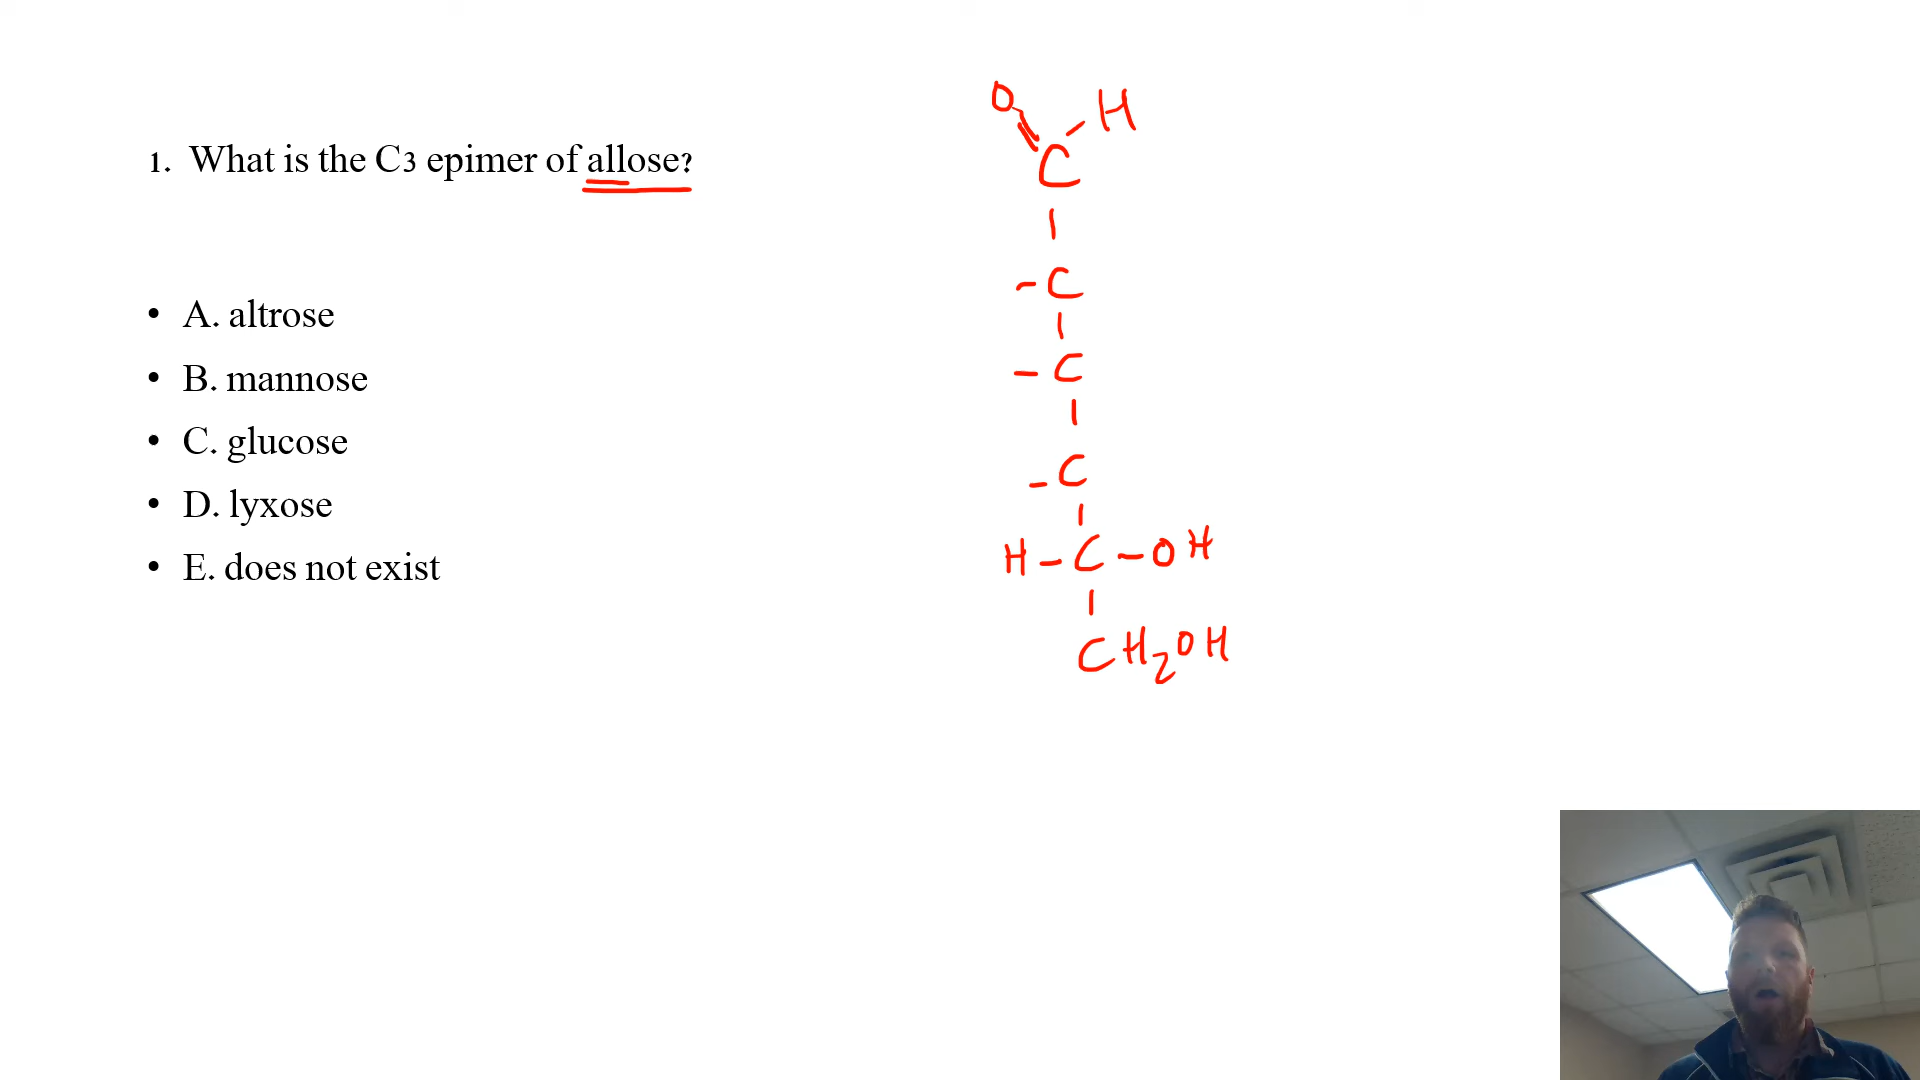 1. What is the C3 epimer of allose?
• A. altrose
• B. mannose
• C. glucose
• D. lyxose
• E. does not exist
O H
C
C
C
C
H-C-OH
CH2OH